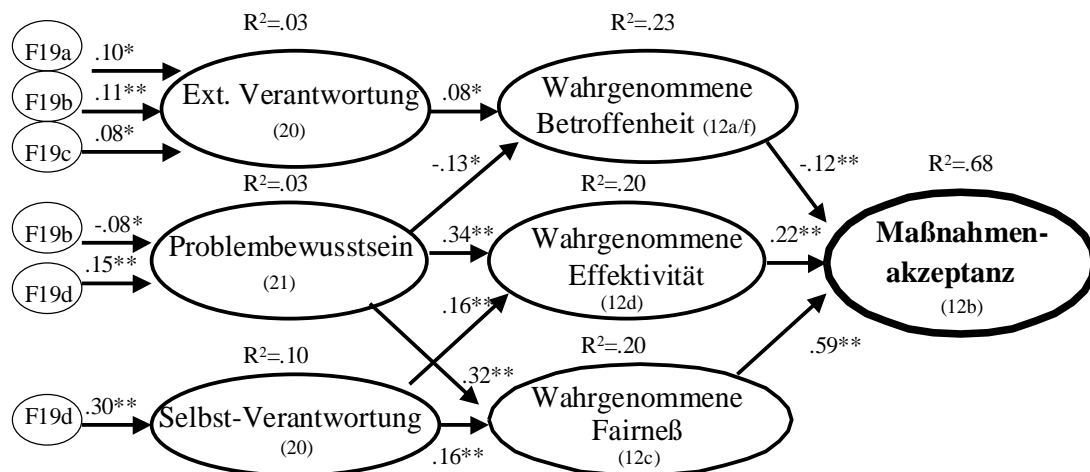 R²=.03
R²=.23
F19a
.10*
F19b
.11**
F19c
.08*
Ext. Verantwortung
(20)
.08*
Wahrgenommene
Betroffenheit (12a/f)
-.13*
-.12**
R²=.03
R²=.20
R²=.68
F19b
-.08*
F19d
.15**
Problembewusstsein
(21)
.34**
Wahrgenommene
Effektivität
(12d)
.22**
Maßnahmen-
akzeptanz
(12b)
.16**
R²=.10
R²=.20
.32**
.59**
F19d
.30**
Selbst-Verantwortung
(20)
.16**
Wahrgenommene
Fairneß
(12c)